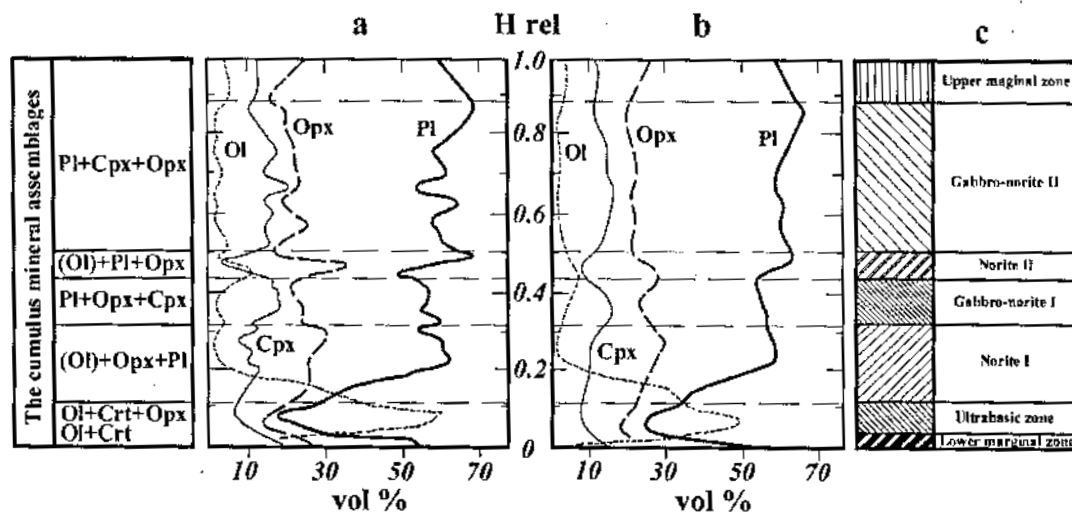 a
H rel
b
c
The cumulus mineral assemblages
Pl+Cpx+Opx
(Ol)+Pl+Opx
Pl+Opx+Cpx
(Ol)+Opx+Pl
Ol+Crt+Opx
Ol+Crt
Ol
Opx
Pl
Cpx
10
30
50
70
vol %
1.0
0.8
0.6
0.4
0.2
0
Ol
Opx
Pl
Cpx
10
30
50
70
vol %
Upper maginal zone
Gabbro-norite II
Norite II
Gabbro-norite I
Norite I
Ultrabasic zone
Lower marginal zone